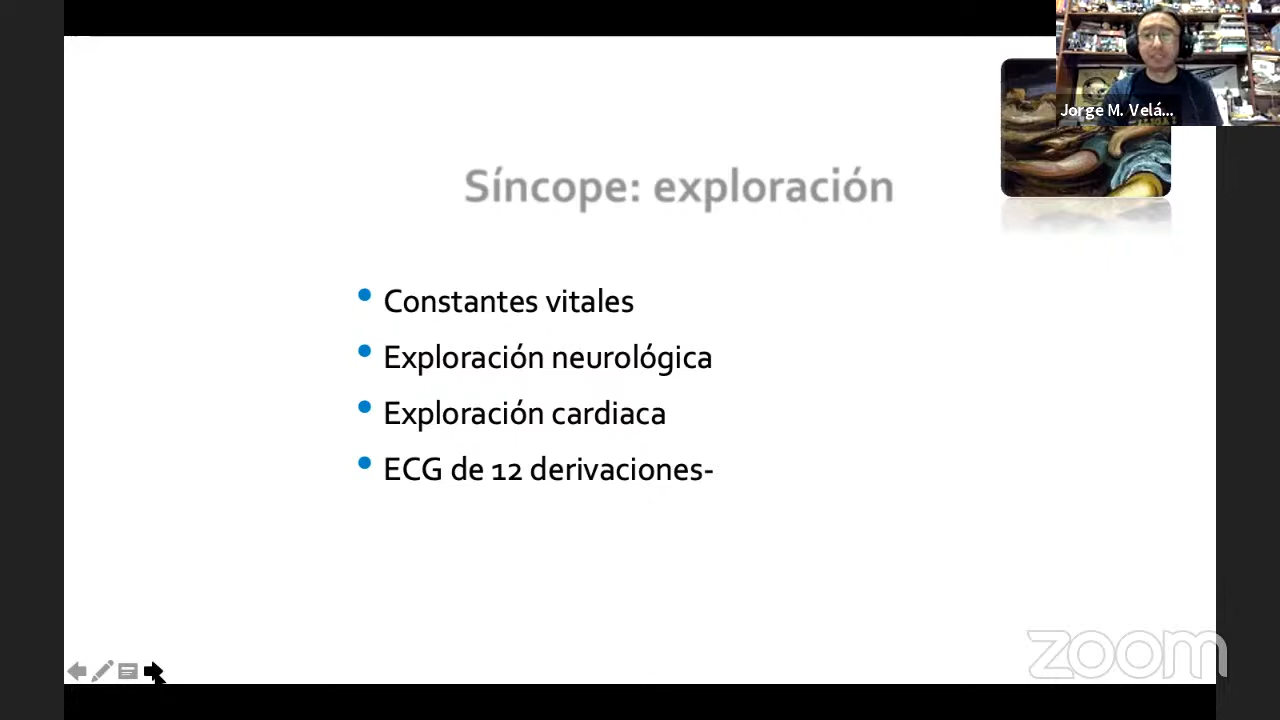 Jorge M. Velá...
Síncope: exploración
• Constantes vitales
• Exploración neurológica
• Exploración cardiaca
• ECG de 12 derivaciones-
zoom